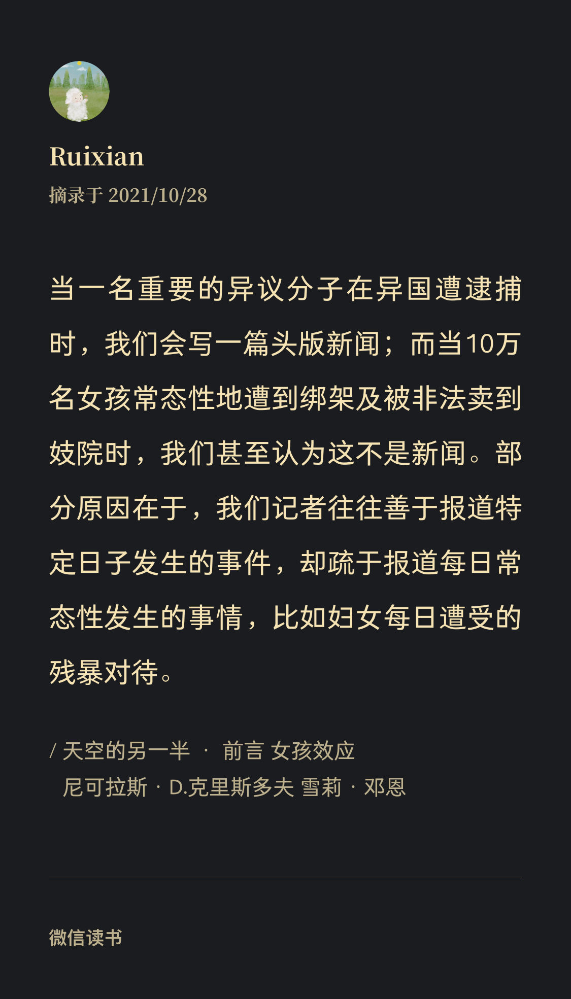 Ruixian
摘录于 2021/10/28
当一名重要的异议分子在异国遭逮捕
时，我们会写一篇头版新闻；而当10万
名女孩常态性地遭到绑架及被非法卖到
妓院时，我们甚至认为这不是新闻。部
分原因在于，我们记者往往善于报道特
定日子发生的事件，却疏于报道每日常
态性发生的事情，比如妇女每日遭受的
残暴对待。
/ 天空的另一半 · 前言 女孩效应
尼可拉斯 · D.克里斯多夫 雪莉 · 邓恩
微信读书